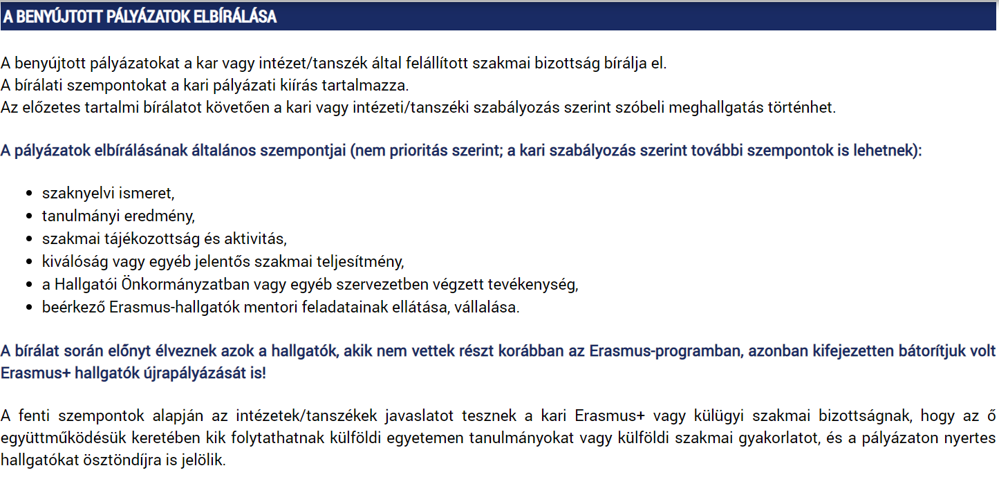 A BENYÚJTOTT PÁLYÁZATOK ELBÍRÁLÁSA
A benyújtott pályázatokat a kar vagy intézet/tanszék által felállított szakmai bizottság bírálja el.
A bírálati szempontokat a kari pályázati kiírás tartalmazza.
Az előzetes tartalmi bírálatot követően a kari vagy intézeti/tanszéki szabályozás szerint szóbeli meghallgatás történhet.
A pályázatok elbírálásának általános szempontjai (nem prioritás szerint; a kari szabályozás szerint további szempontok is lehetnek):
• szaknyelvi ismeret,
• tanulmányi eredmény,
• szakmai tájékozottság és aktivitás,
• kiválóság vagy egyéb jelentős szakmai teljesítmény,
• a Hallgatói Önkormányzatban vagy egyéb szervezetben végzett tevékenység,
• beérkező Erasmus-hallgatók mentori feladatainak ellátása, vállalása.
A bírálat során előnyt élveznek azok a hallgatók, akik nem vettek részt korábban az Erasmus-programban, azonban kifejezetten bátorítjuk volt
Erasmus+ hallgatók újrapályázását is!
A fenti szempontok alapján az intézetek/tanszékek javaslatot tesznek a kari Erasmus+ vagy külügyi szakmai bizottságnak, hogy az ő
együttműködésük keretében kik folytathatnak külföldi egyetemen tanulmányokat vagy külföldi szakmai gyakorlatot, és a pályázaton nyertes
hallgatókat ösztöndíjra is jelölik.